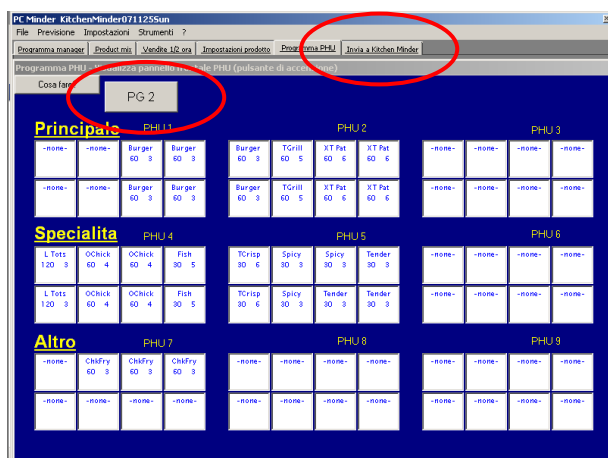 PC Minder KitchenMinder071125Sun
File Previsione Impostazioni Strumenti ?
Programma manager Product mix Vendite 1/2 ora Impostazioni prodotto Programma PHU Invia a Kitchen Minder
Programma PHU - Visualizza pannello frontale PHU (pulsante di accensione)
Cosa fare
PG 2
Principale PHU 1 PHU 2 PHU 3
-none- -none- Burger Burger Burger TGrill XT Pat XT Pat -none- -none- -none- -none-
60 3 60 3 60 3 60 5 60 6 60 6
-none- -none- Burger Burger Burger TGrill XT Pat XT Pat -none- -none- -none- -none-
60 3 60 3 60 3 60 5 60 6 60 6
Specialita PHU 4 PHU 5 PHU 6
L Tots OChick OChick Fish TCrisp Spicy Spicy Tender -none- -none- -none- -none-
120 3 60 4 60 4 30 5 30 6 30 3 30 3 30 3
L Tots OChick OChick Fish TCrisp Spicy Tender Tender -none- -none- -none- -none-
120 3 60 4 60 4 30 5 30 6 30 3 30 3 30 3
Altro PHU 7 PHU 8 PHU 9
-none- ChkFry ChkFry ChkFry -none- -none- -none- -none- -none- -none- -none- -none-
60 3 60 3 60 3
-none- -none- -none- -none- -none- -none- -none- -none- -none- -none- -none- -none-